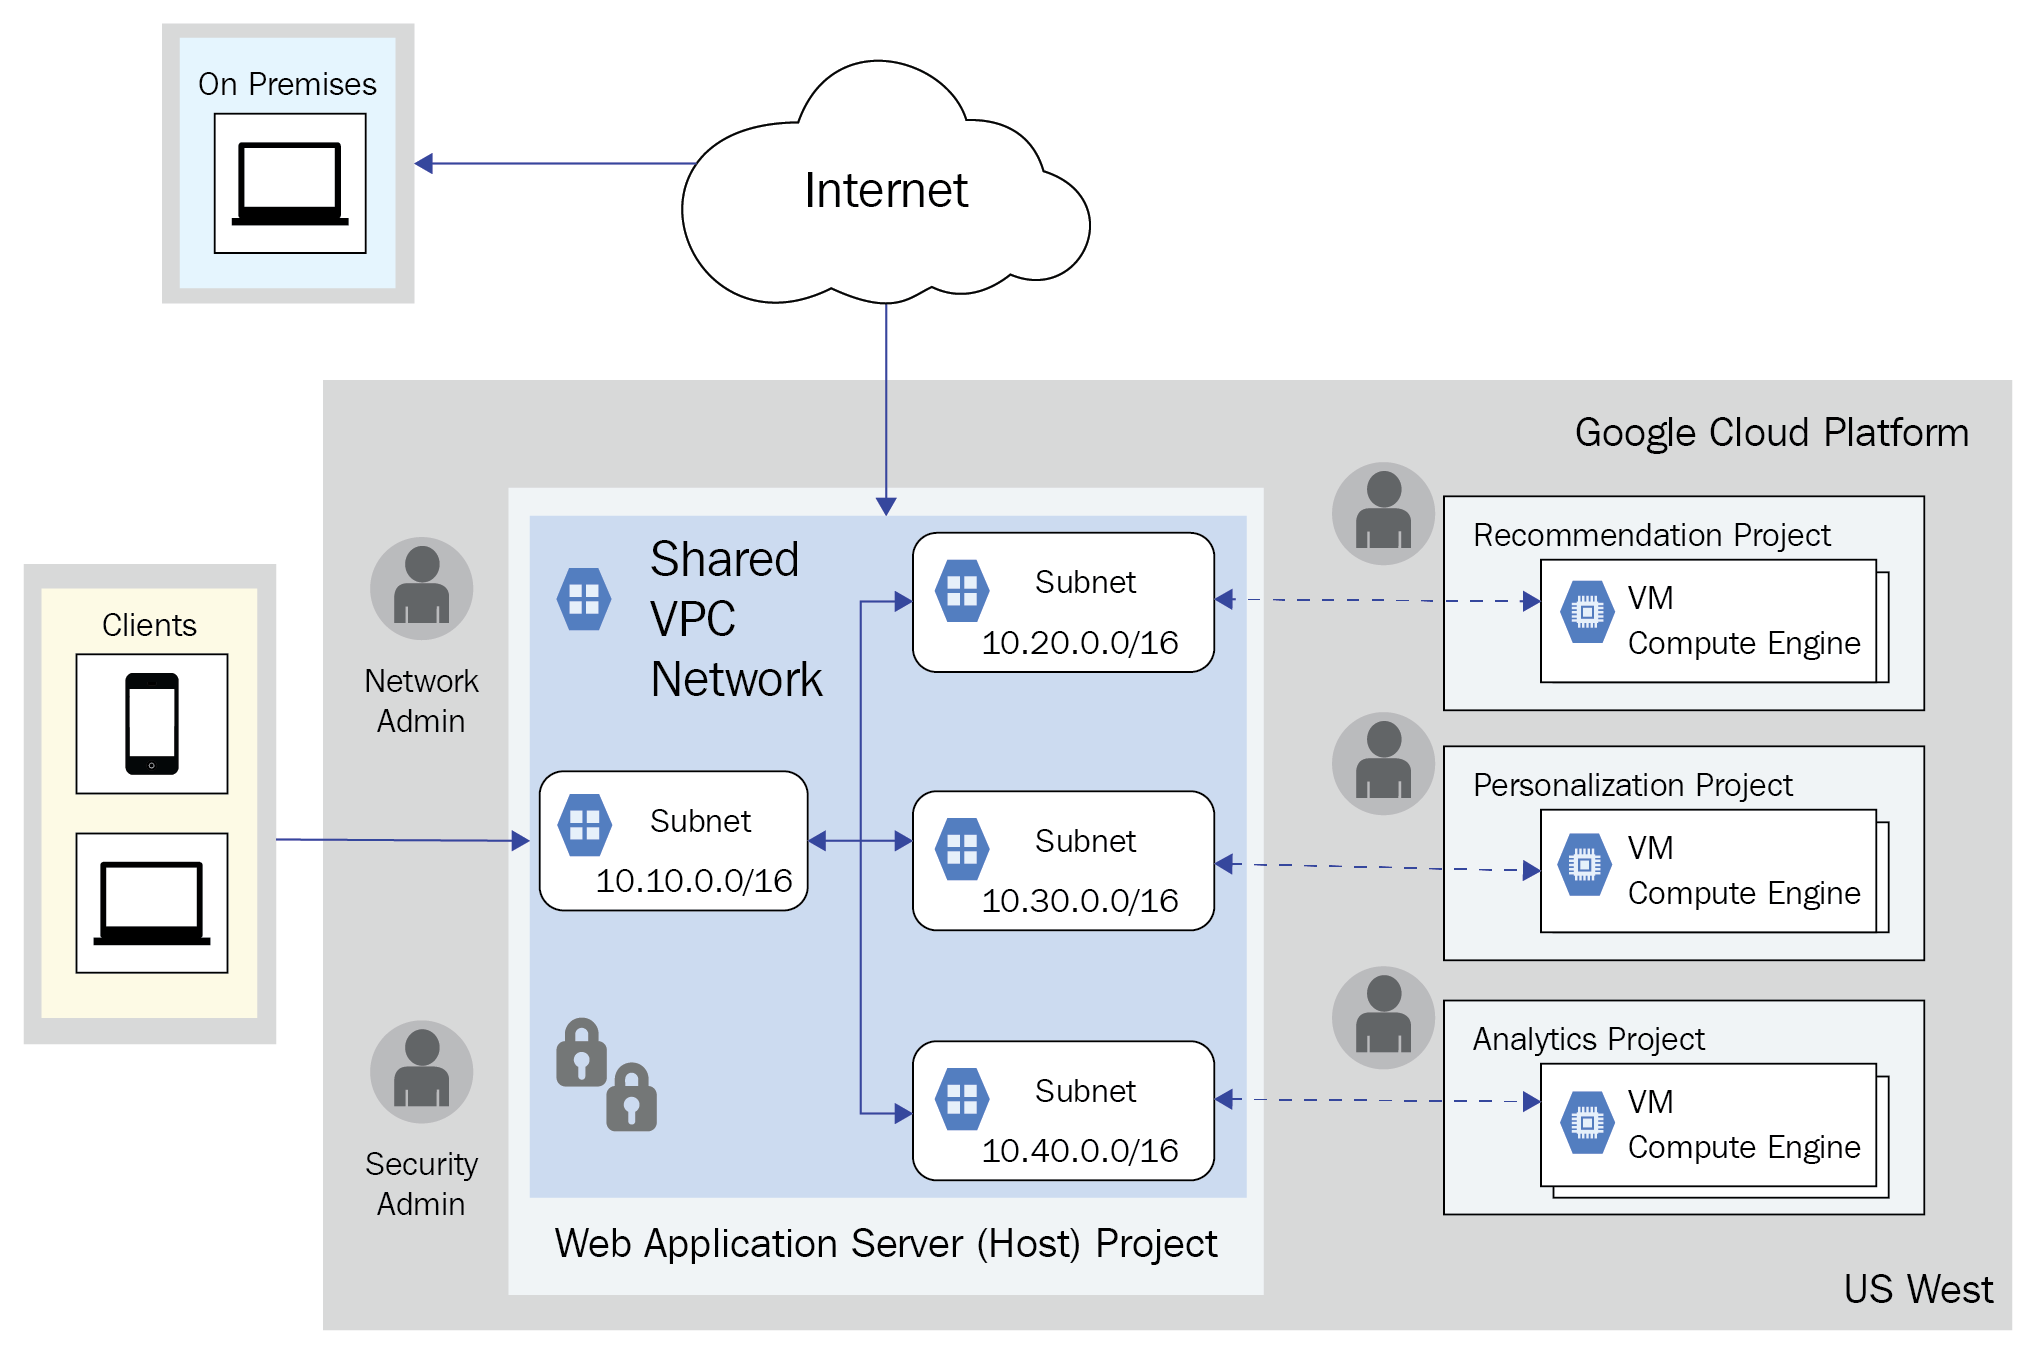 On Premises
Internet
Google Cloud Platform
Clients
Network
Admin
Security
Admin
Shared
VPC
Network
Subnet
10.10.0.0/16
Subnet
10.20.0.0/16
Subnet
10.30.0.0/16
Subnet
10.40.0.0/16
Web Application Server (Host) Project
Recommendation Project
VM
Compute Engine
Personalization Project
VM
Compute Engine
Analytics Project
VM
Compute Engine
US West